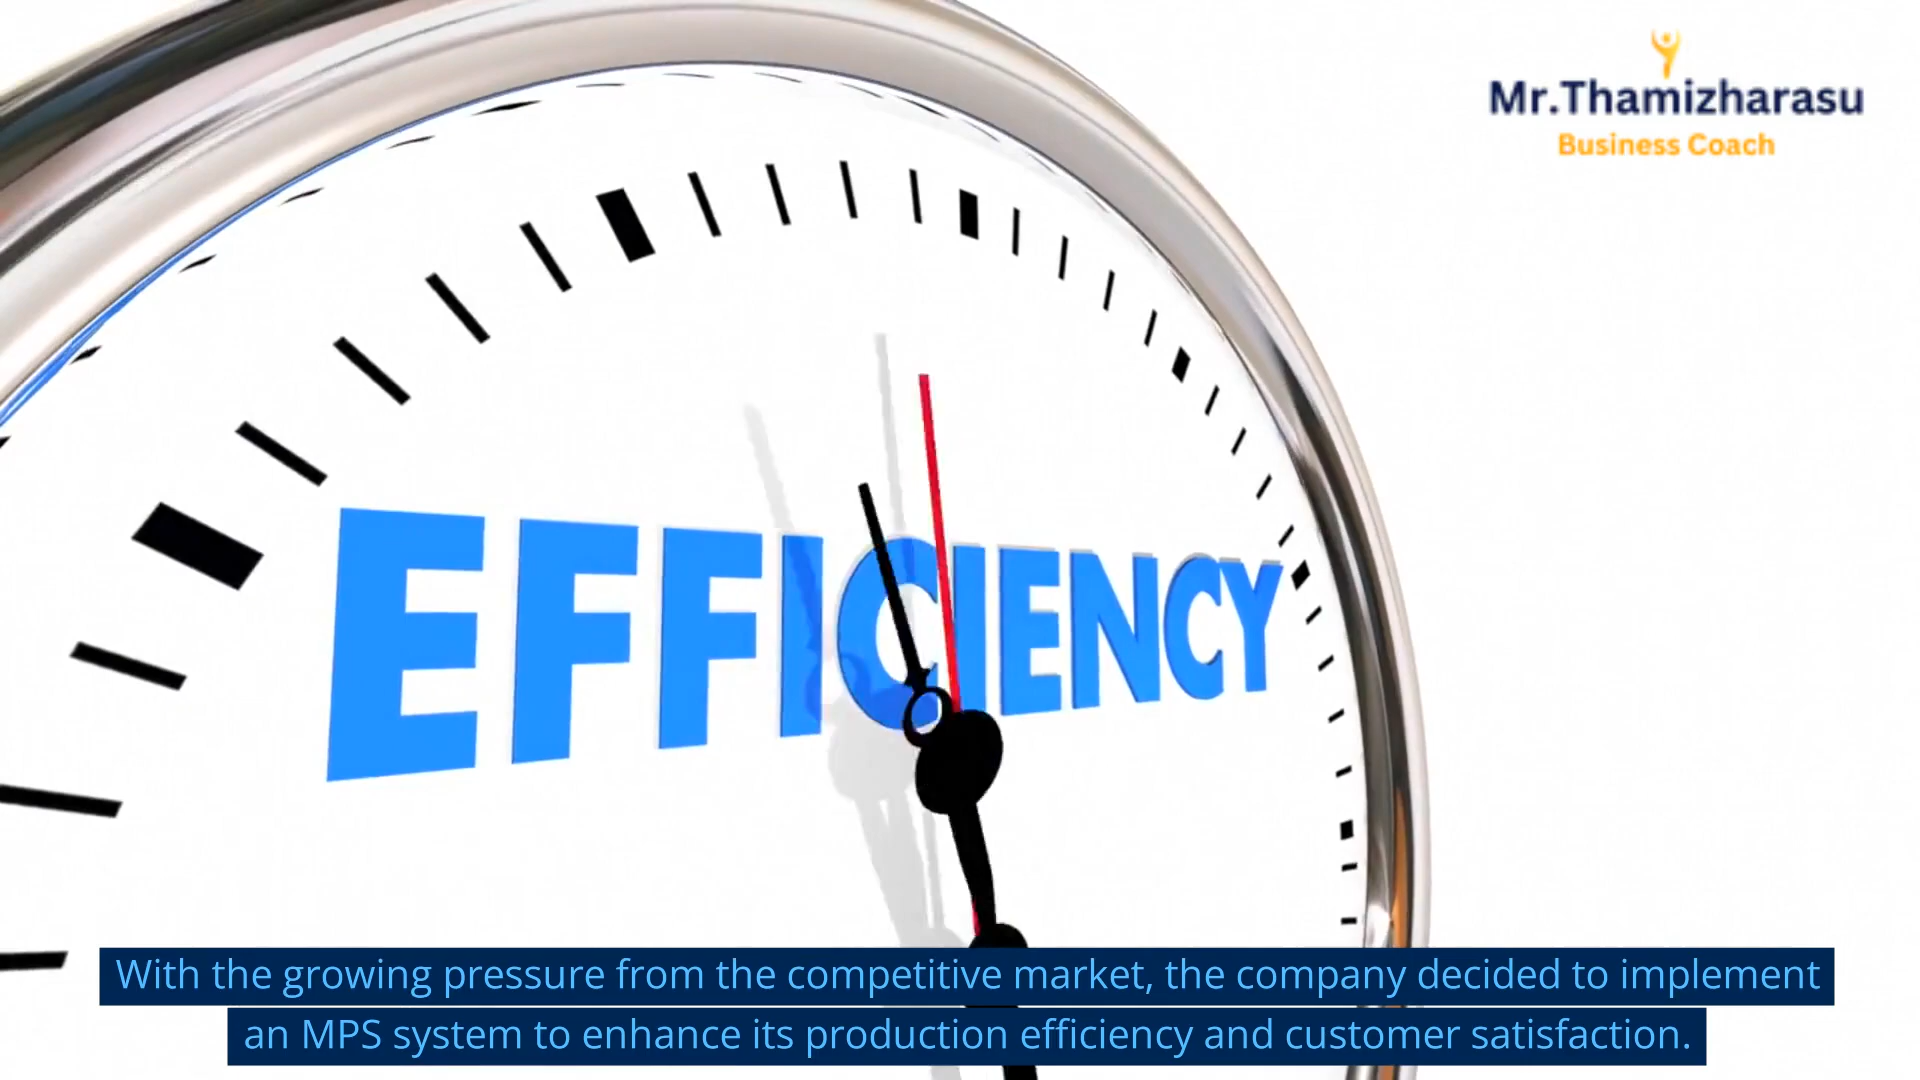 Mr.Thamizharasu
Business Coach
EFFICIENCY
With the growing pressure from the competitive market, the company decided to implement
an MPS system to enhance its production efficiency and customer satisfaction.